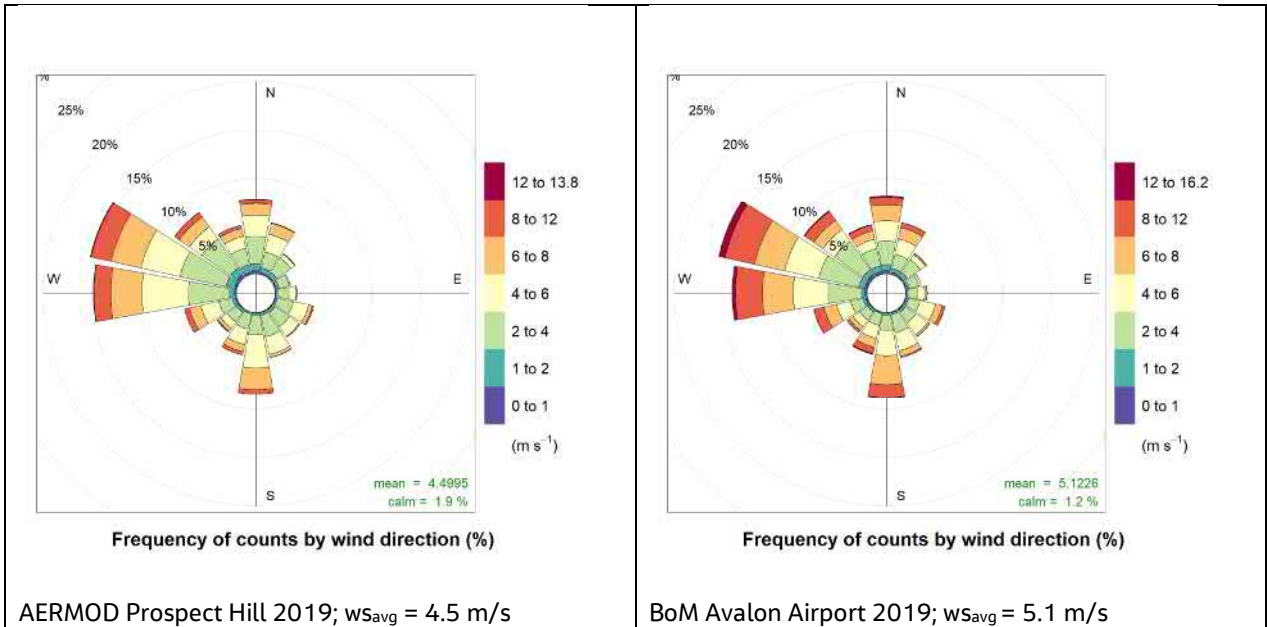 %
25%
20%
15%
10%
5%
N
W
E
S
12 to 13.8
8 to 12
6 to 8
4 to 6
2 to 4
1 to 2
0 to 1
(m s⁻¹)
mean = 4.4995
calm = 1.9 %
Frequency of counts by wind direction (%)
AERMOD Prospect Hill 2019; wsavg = 4.5 m/s
%
25%
20%
15%
10%
5%
N
W
E
S
12 to 16.2
8 to 12
6 to 8
4 to 6
2 to 4
1 to 2
0 to 1
(m s⁻¹)
mean = 5.1226
calm = 1.2 %
Frequency of counts by wind direction (%)
BoM Avalon Airport 2019; wsavg = 5.1 m/s